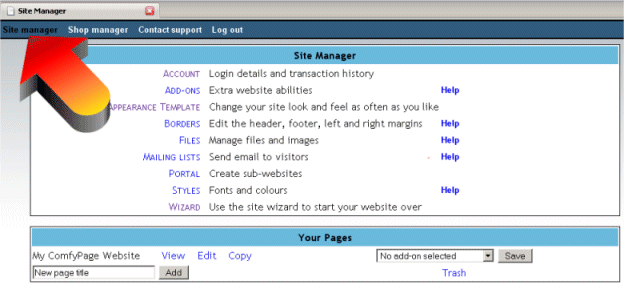 Site Manager
Site manager Shop manager Contact support Log out
Site Manager
ACCOUNT Login details and transaction history
ADD-ONS Extra website abilities Help
APPEARANCE TEMPLATE Change your site look and feel as often as you like
BORDERS Edit the header, footer, left and right margins Help
FILES Manage files and images Help
MAILING LISTS Send email to visitors Help
PORTAL Create sub-websites
STYLES Fonts and colours Help
WIZARD Use the site wizard to start your website over
Your Pages
My ComfyPage Website View Edit Copy No add-on selected Save
New page title Add Trash